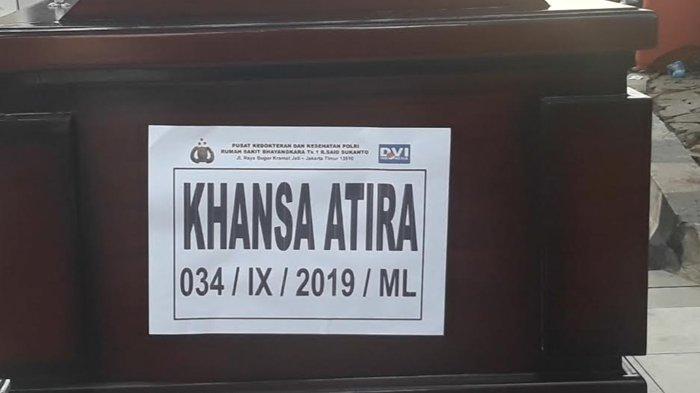 PUSAT KEDOKTERAN DAN KESEHATAN POLRI
RUMAH SAKIT BHAYANGKARA Tk. 1 R.SAID SUKANTO
Jl. Raya Bogor Kramat Jati - Jakarta Timur 13510
DVI
KHANSA ATIRA
034 / IX / 2019 / ML